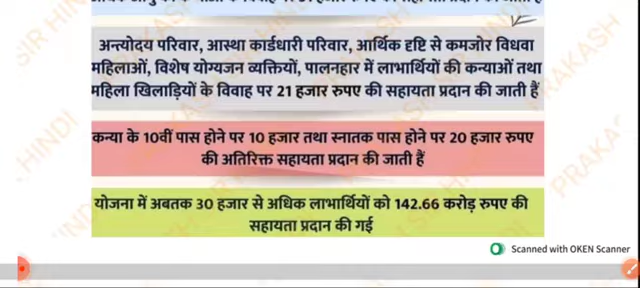 अन्त्योदय परिवार, आस्था कार्डधारी परिवार, आर्थिक दृष्टि से कमजोर विधवा
महिलाओं, विशेष योग्यजन व्यक्तियों, पालनहार में लाभार्थियों की कन्याओं तथा
महिला खिलाड़ियों के विवाह पर 21 हजार रुपए की सहायता प्रदान की जाती हैं
कन्या के 10वीं पास होने पर 10 हजार तथा स्नातक पास होने पर 20 हजार रुपए
की अतिरिक्त सहायता प्रदान की जाती हैं
योजना में अबतक 30 हजार से अधिक लाभार्थियों को 142.66 करोड़ रुपए की
सहायता प्रदान की गई
Scanned with OKEN Scanner